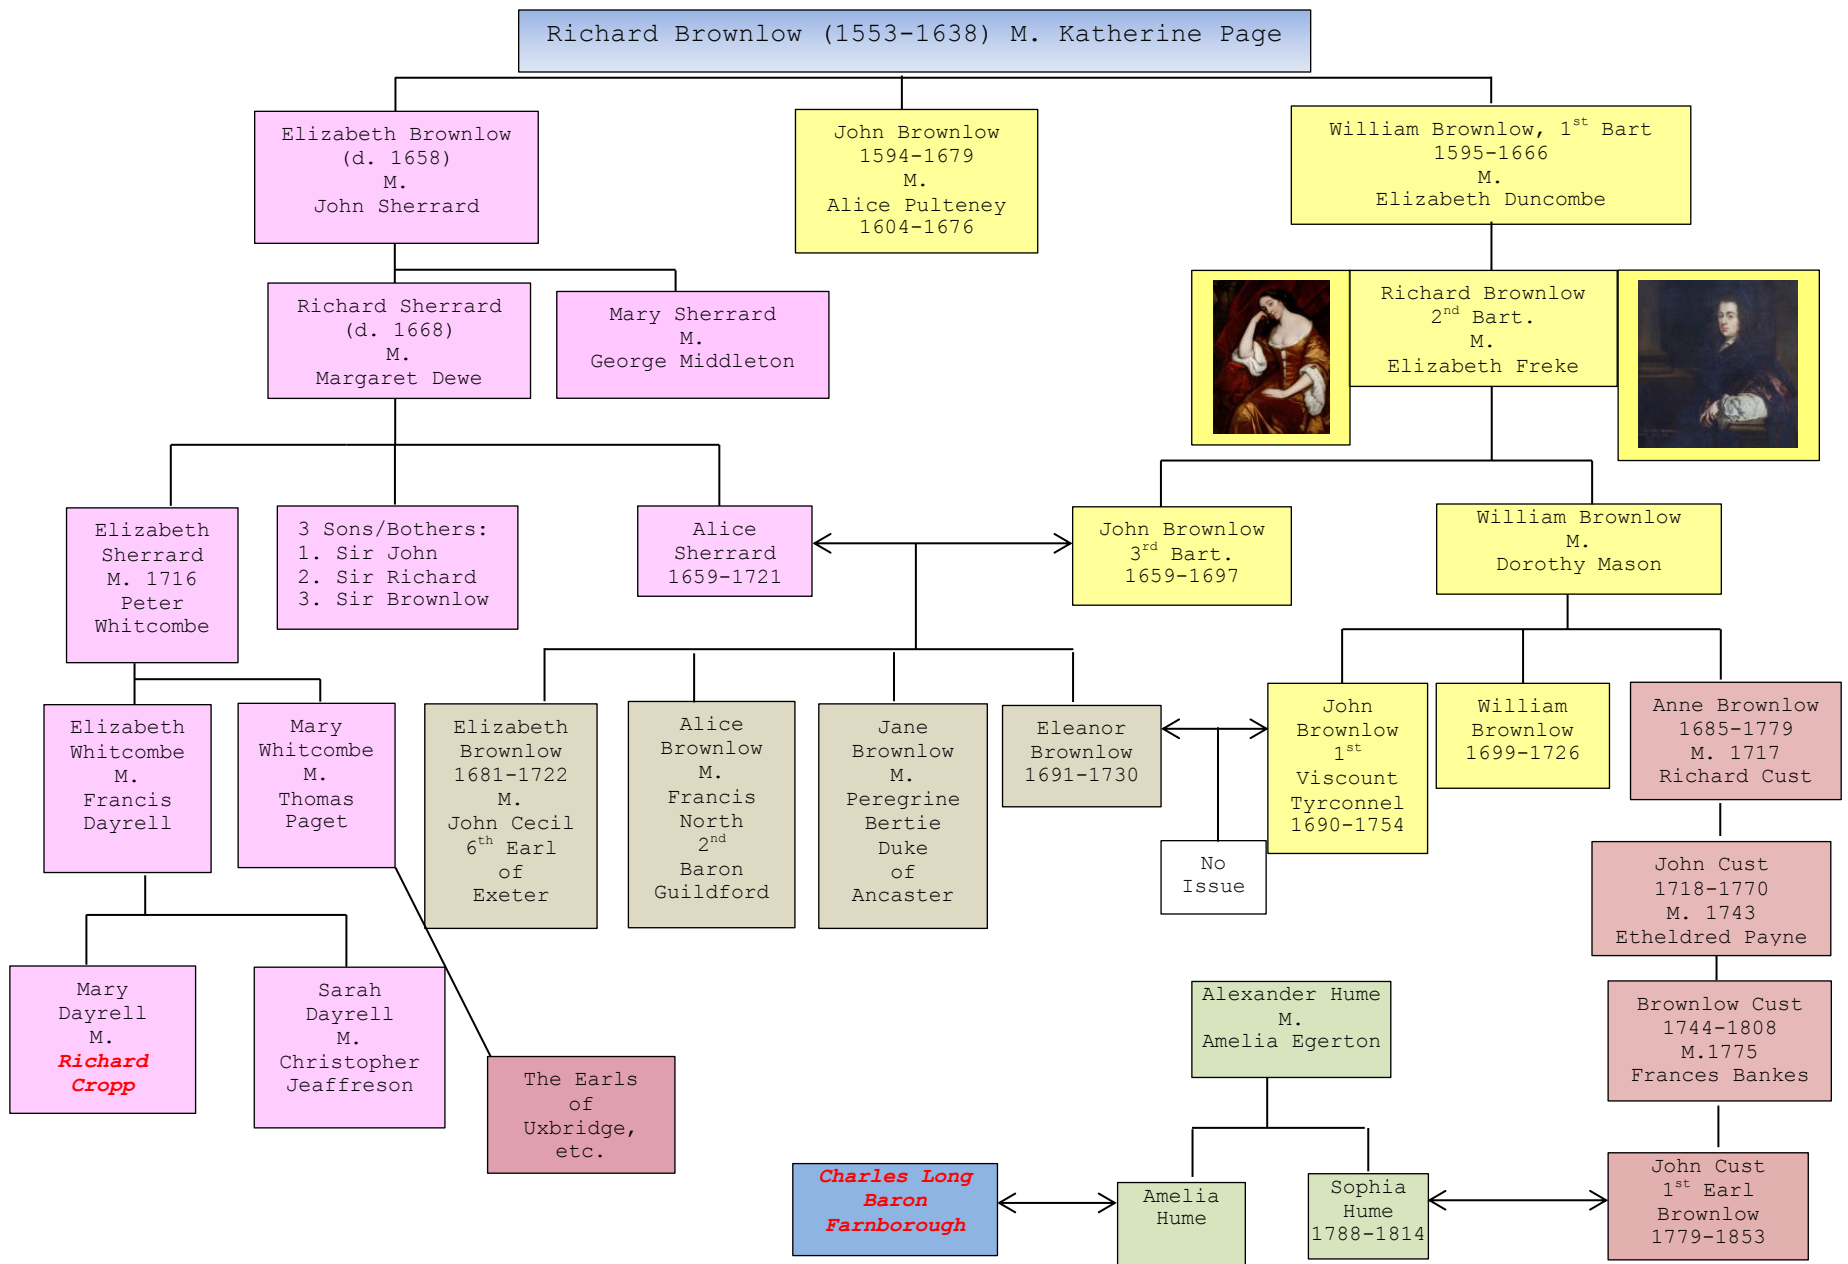 Richard Brownlow (1553-1638) M. Katherine Page
Elizabeth Brownlow
(d. 1658)
M.
John Sherrard
John Brownlow
1594-1679
M.
Alice Pulteney
1604-1676
William Brownlow, 1st Bart
1595-1666
M.
Elizabeth Duncombe
Richard Sherrard
(d. 1668)
M.
Margaret Dewe
Mary Sherrard
M.
George Middleton
Richard Brownlow
2nd Bart.
M.
Elizabeth Freke
Elizabeth
Sherrard
M. 1716
Peter
Whitcombe
3 Sons/Bothers:
1. Sir John
2. Sir Richard
3. Sir Brownlow
Alice
Sherrard
1659-1721
John Brownlow
3rd Bart.
1659-1697
William Brownlow
M.
Dorothy Mason
Elizabeth
Whitcombe
M.
Francis
Dayrell
Mary
Whitcombe
M.
Thomas
Paget
Elizabeth
Brownlow
1681-1722
M.
John Cecil
6th Earl
of
Exeter
Alice
Brownlow
M.
Francis
North
2nd
Baron
Guildford
Jane
Brownlow
M.
Peregrine
Bertie
Duke
of
Ancaster
Eleanor
Brownlow
1691-1730
No
Issue
John
Brownlow
1st
Viscount
Tyrconnel
1690-1754
William
Brownlow
1699-1726
Anne Brownlow
1685-1779
M. 1717
Richard Cust
John Cust
1718-1770
M. 1743
Etheldred Payne
Mary
Dayrell
M.
Richard
Cropp
Sarah
Dayrell
M.
Christopher
Jeaffreson
The Earls
of
Uxbridge,
etc.
Alexander Hume
M.
Amelia Egerton
Brownlow Cust
1744-1808
M.1775
Frances Bankes
Charles Long
Baron
Farnborough
Amelia
Hume
Sophia
Hume
1788-1814
John Cust
1st Earl
Brownlow
1779-1853